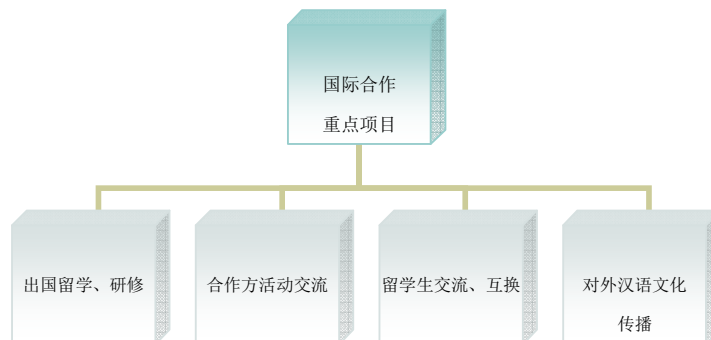 国际合作
重点项目
出国留学、研修
合作方活动交流
留学生交流、互换
对外汉语文化
传播